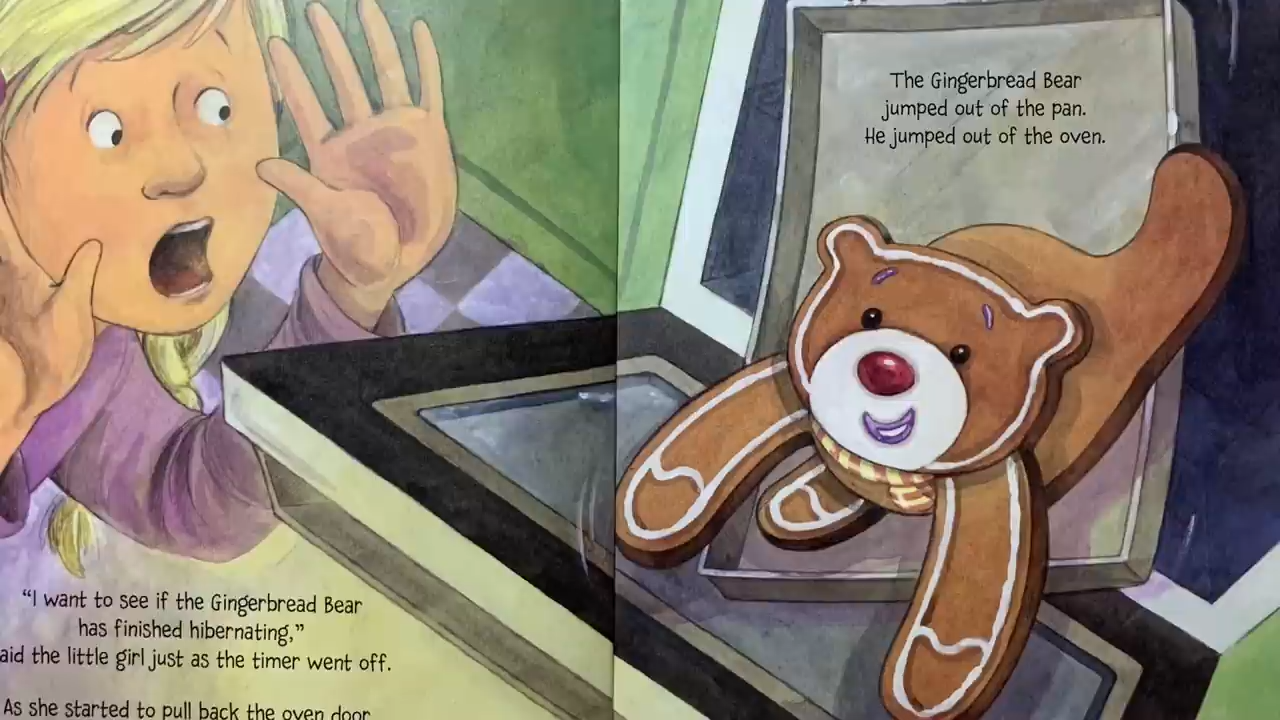 "I want to see if the Gingerbread Bear
has finished hibernating,"
aid the little girl just as the timer went off.
As she started to pull back the oven door
The Gingerbread Bear
jumped out of the pan.
He jumped out of the oven.